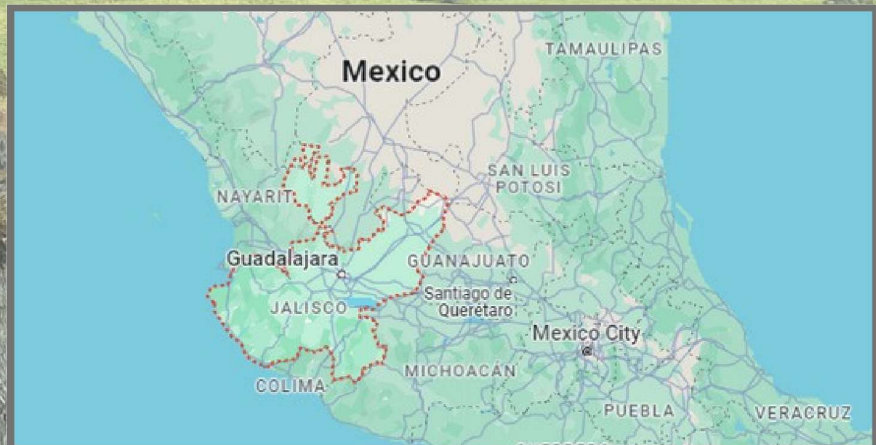 TAMAULIPAS
Mexico
SAN LUIS
POTOSI
NAYARIT
Guadalajara
GUANAJUATO
JALISCO
Santiago de
Querétaro
Mexico City
COLIMA
MICHOACÁN
PUEBLA
VERACRUZ